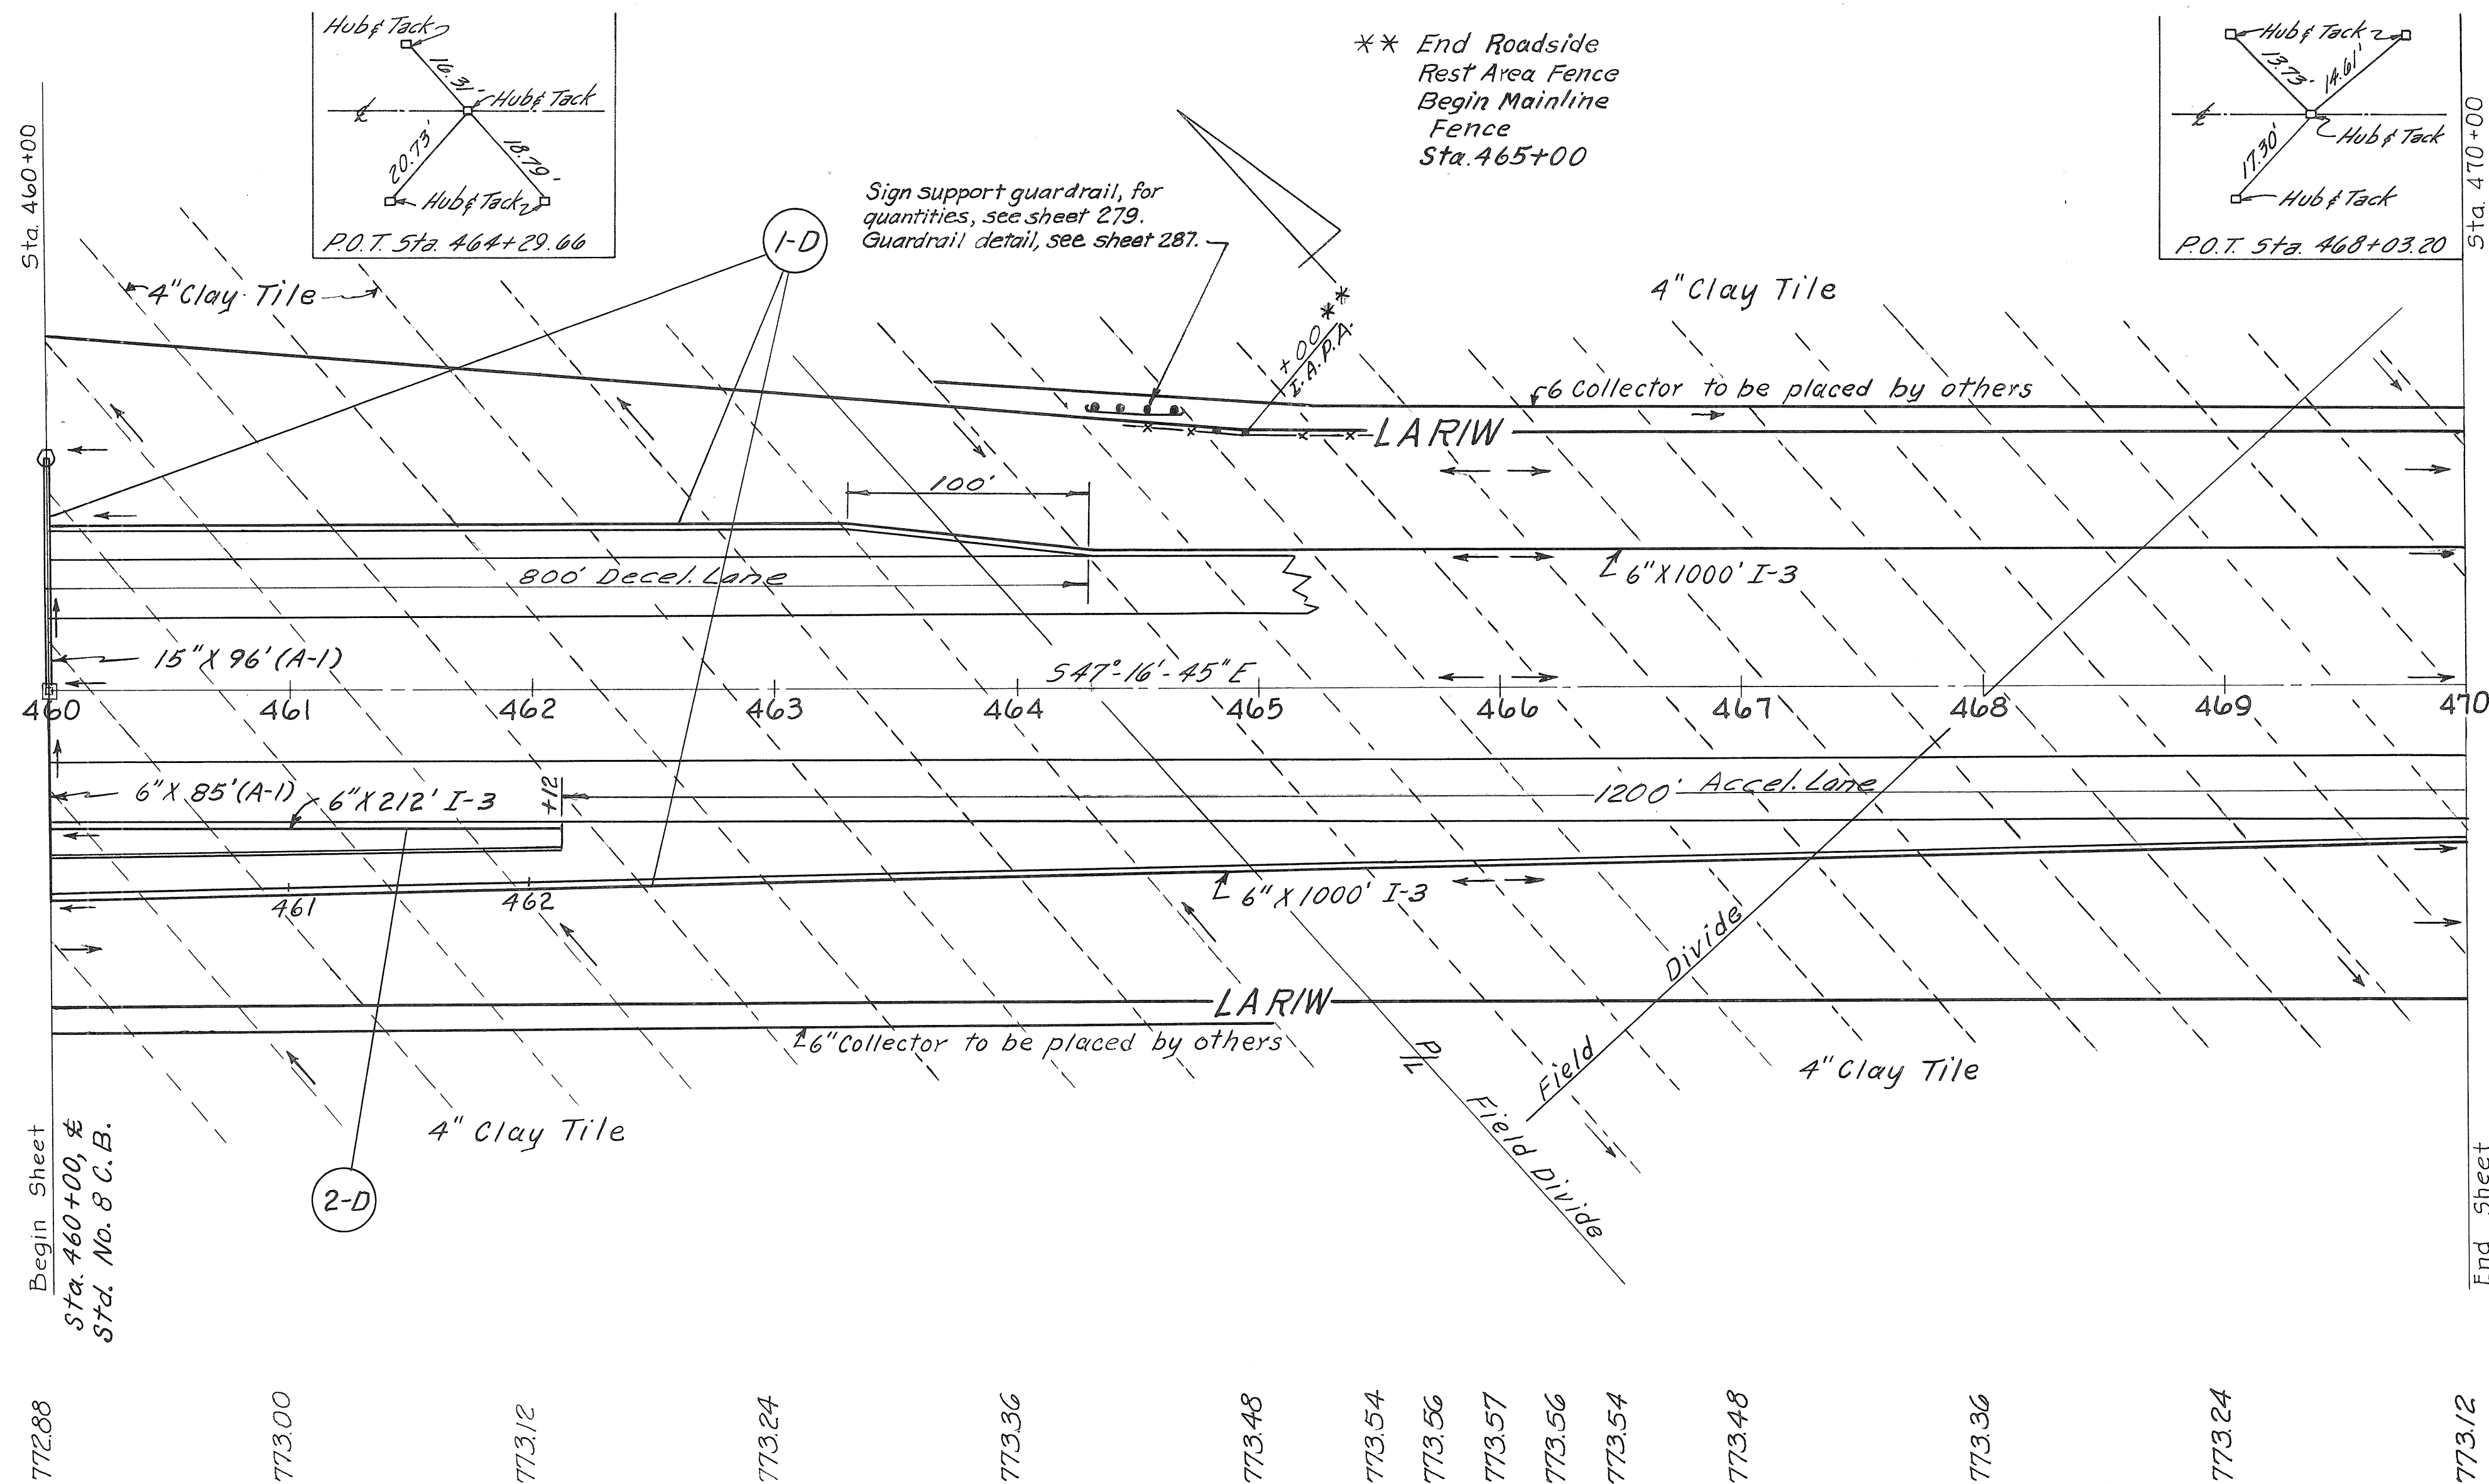 Hub & Tack
16.31'
Hub & Tack
℄
20.73'
18.79'
Hub & Tack
P.O.T. Sta. 464+29.66
** End Roadside
Rest Area Fence
Begin Mainline
Fence
Sta. 465+00
Hub & Tack
13.73'
14.61'
℄
Hub & Tack
17.30'
Hub & Tack
P.O.T. Sta. 468+03.20
Sta. 460+00
Sta. 470+00
1-D
Sign support guardrail, for
quantities, see sheet 279.
Guardrail detail, see sheet 287.
4" Clay Tile
4" Clay Tile
+00 **
I.A.P.A.
6 Collector to be placed by others
LA R/W
100'
800' Decel. Lane
6" X 1000' I-3
15" X 96' (A-1)
S 47°-16'-45" E
460 461 462 463 464 465 466 467 468 469 470
6" X 85' (A-1)
6" X 212' I-3
+12
1200' Accel. Lane
461 462
6" X 1000' I-3
Field Divide
LA R/W
6" Collector to be placed by others
P/L
Field Divide
4" Clay Tile
4" Clay Tile
2-D
Begin Sheet
Sta. 460+00, ℄
Std. No. 8 C.B.
End Sheet
772.88 773.00 773.12 773.24 773.36 773.48 773.54 773.56 773.57 773.56 773.54 773.48 773.36 773.24 773.12